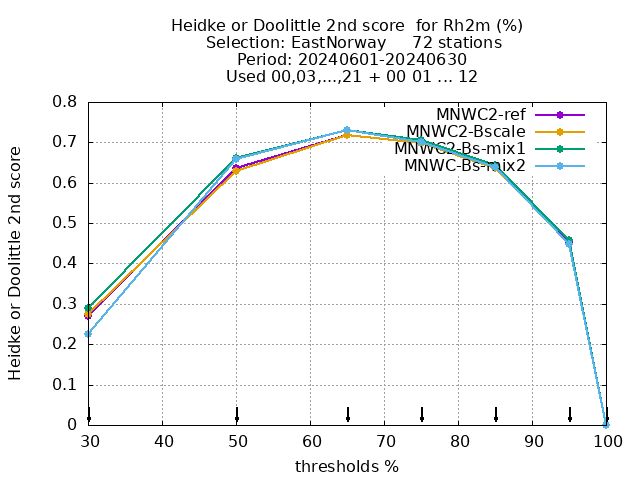 Heidke or Doolittle 2nd score  for Rh2m (%)
Selection: EastNorway     72 stations
Period: 20240601-20240630
Used 00,03,...,21 + 00 01 ... 12
Heidke or Doolittle 2nd score
0.8
0.7
0.6
0.5
0.4
0.3
0.2
0.1
0
MNWC2-ref
MNWC2-Bscale
MNWC2-Bs-mix1
MNWC-Bs-mix2
30 40 50 60 70 80 90 100
thresholds %